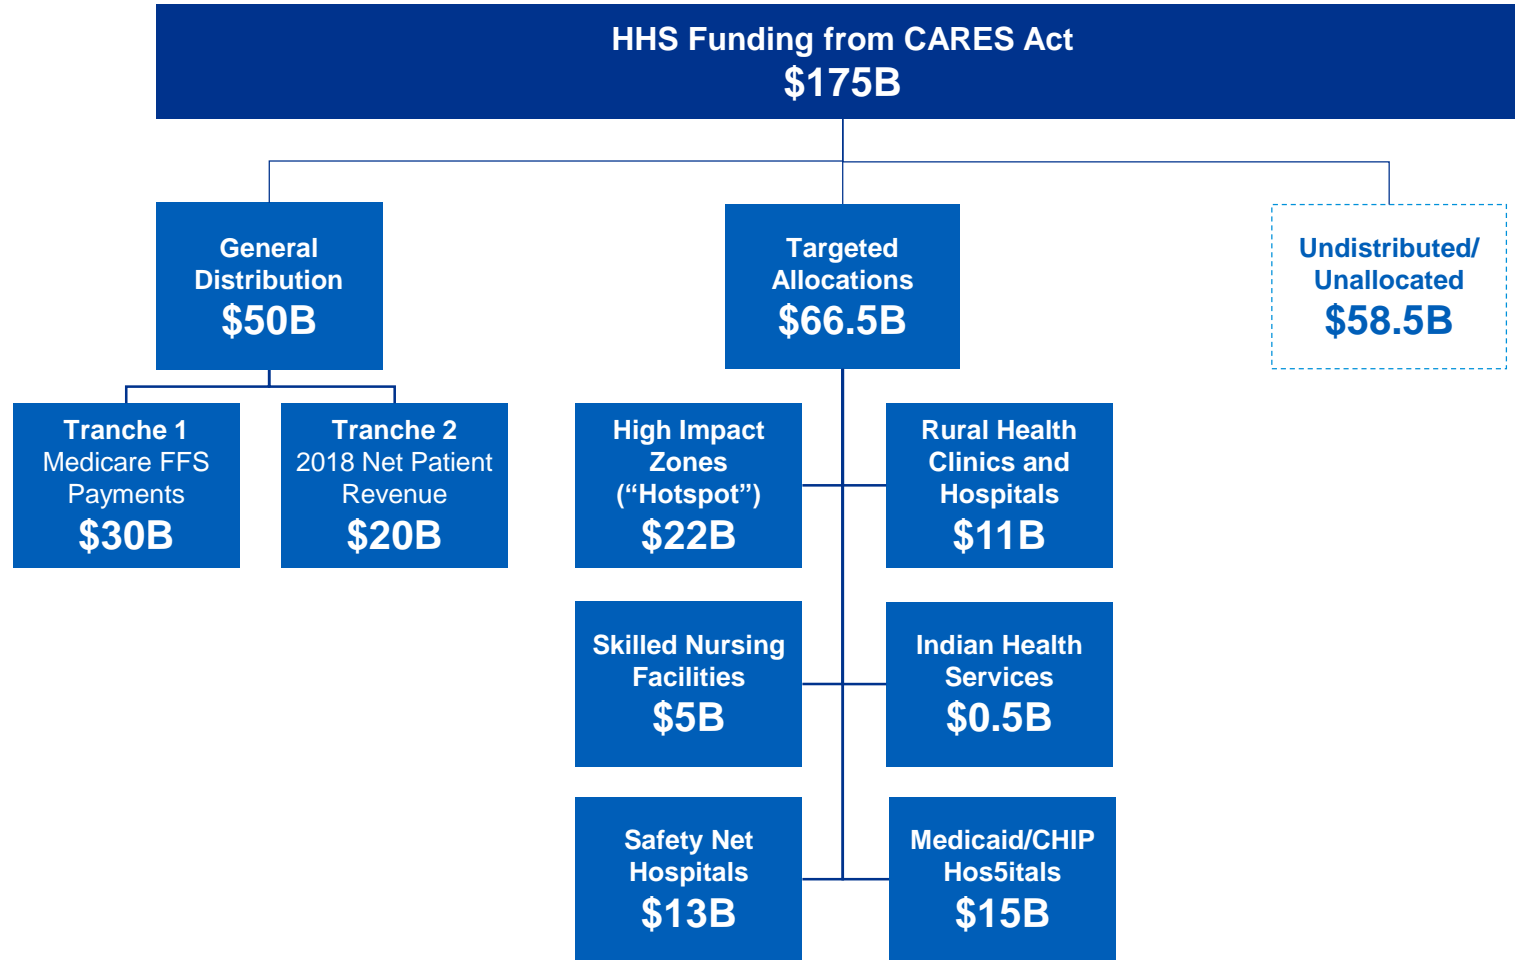 HHS Funding from CARES Act
$175B
General
Distribution
$50B
Targeted
Allocations
$66.5B
Undistributed/
Unallocated
$58.5B
Tranche 1
Medicare FFS
Payments
$30B
Tranche 2
2018 Net Patient
Revenue
$20B
High Impact
Zones
(“Hotspot”)
$22B
Rural Health
Clinics and
Hospitals
$11B
Skilled Nursing
Facilities
$5B
Indian Health
Services
$0.5B
Safety Net
Hospitals
$13B
Medicaid/CHIP
Hos5itals
$15B